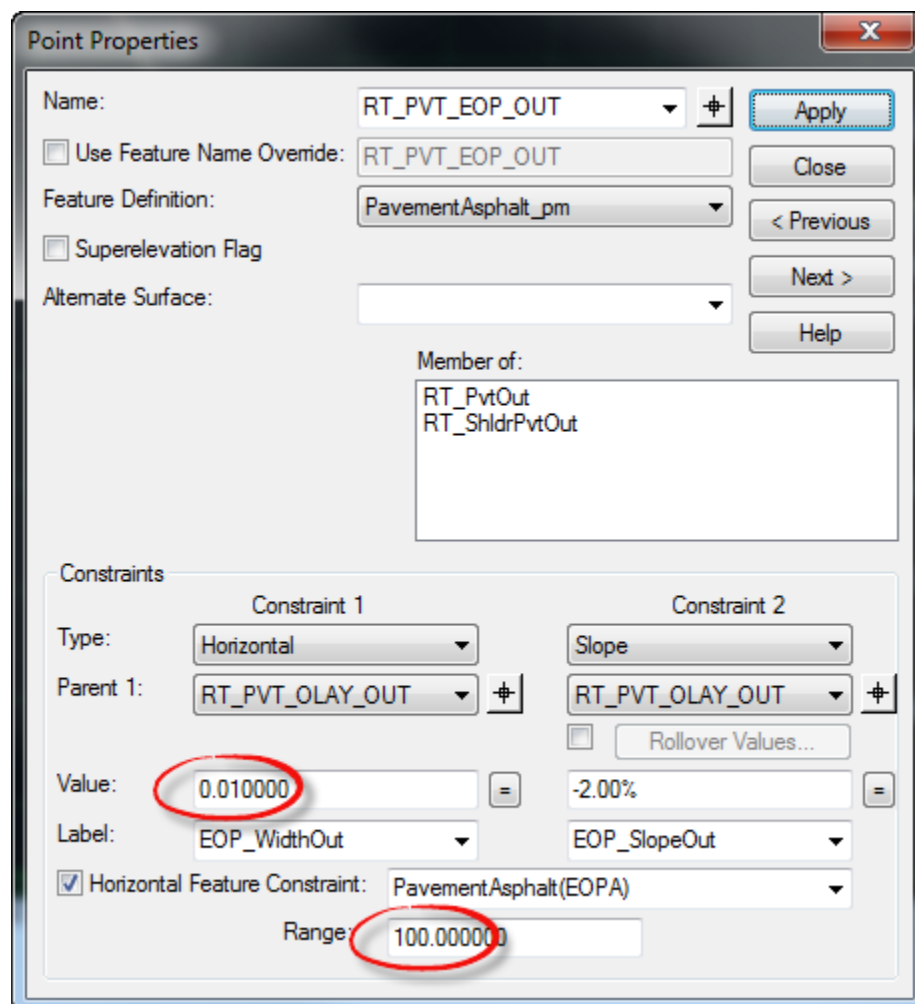 Point Properties
x
Name: RT_PVT_EOP_OUT Apply
Use Feature Name Override: RT_PVT_EOP_OUT Close
Feature Definition: PavementAsphalt_pm < Previous
Superelevation Flag
Alternate Surface: Next >
Help
Member of:
RT_PvtOut
RT_ShldrPvtOut
Constraints
Constraint 1 Constraint 2
Type: Horizontal Slope
Parent 1: RT_PVT_OLAY_OUT RT_PVT_OLAY_OUT
Rollover Values...
Value: 0.010000 = -2.00% =
Label: EOP_WidthOut EOP_SlopeOut
Horizontal Feature Constraint: PavementAsphalt(EOPA)
Range: 100.000000